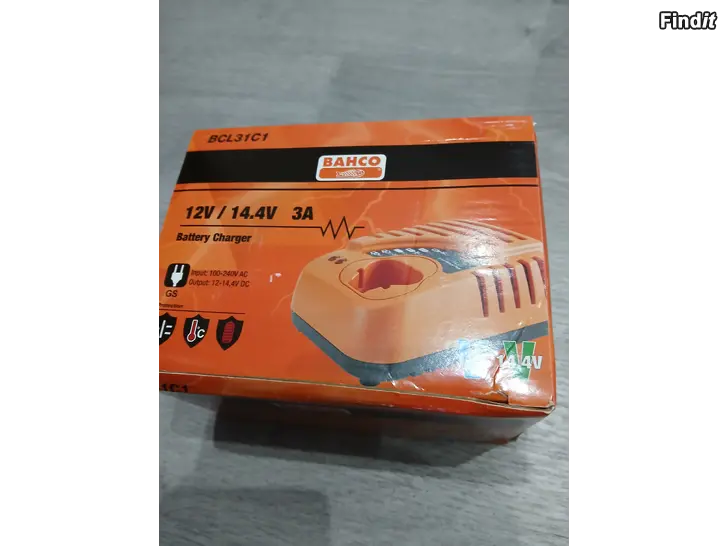 Findit
BCL31C1
BAHCO
12V / 14.4V 3A
Battery Charger
Input: 100-240V AC
Output: 12-14,4V DC
GS
°C
14.4V